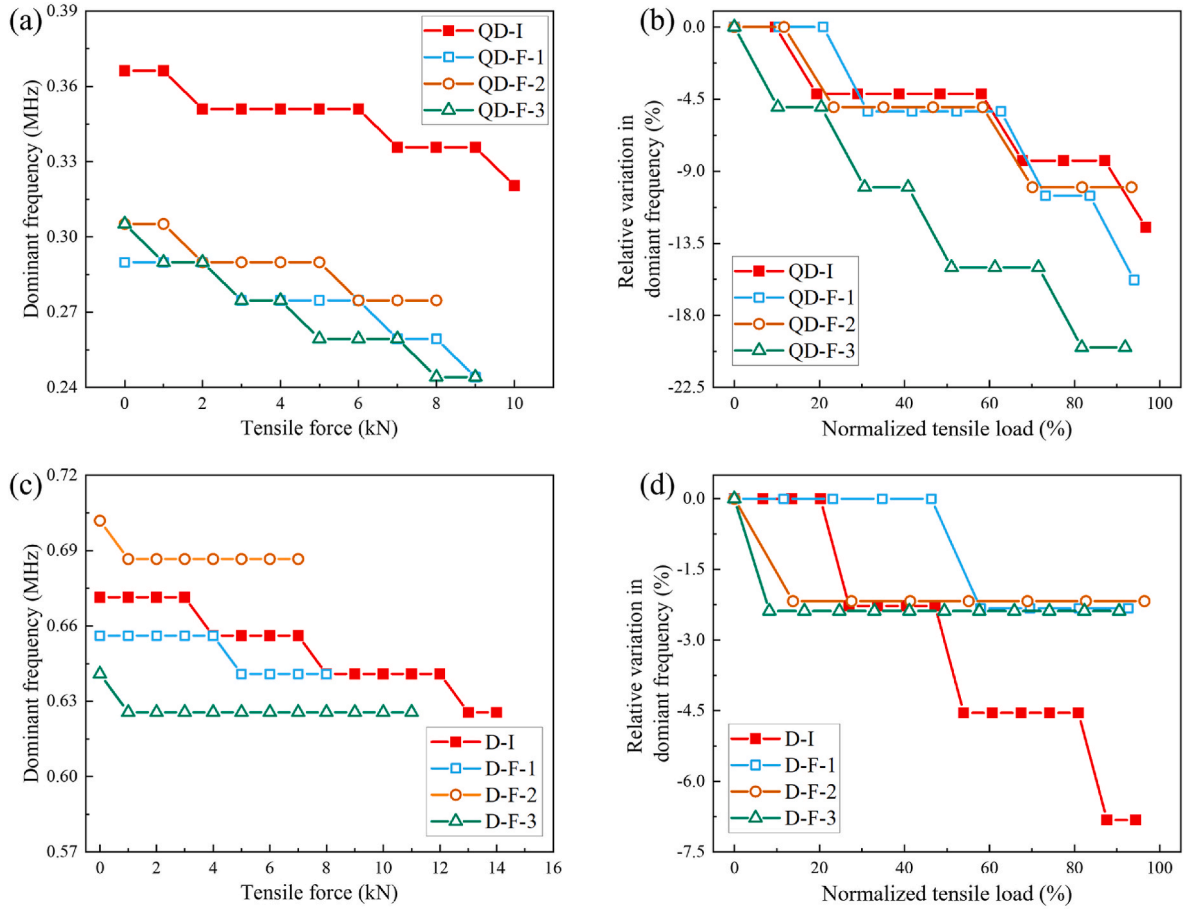 (a)
0.39
0.36
0.33
0.30
0.27
0.24
Dominant frequency (MHz)
QD-I
QD-F-1
QD-F-2
QD-F-3
0 2 4 6 8 10
Tensile force (kN)
(b)
0.0
-4.5
-9.0
-13.5
-18.0
-22.5
Relative variation in
domiant frequency (%)
QD-I
QD-F-1
QD-F-2
QD-F-3
0 20 40 60 80 100
Normalized tensile load (%)
(c)
0.72
0.69
0.66
0.63
0.60
0.57
Dominant frequency (MHz)
D-I
D-F-1
D-F-2
D-F-3
0 2 4 6 8 10 12 14 16
Tensile force (kN)
(d)
0.0
-1.5
-3.0
-4.5
-6.0
-7.5
Relative variation in
domiant frequency (%)
D-I
D-F-1
D-F-2
D-F-3
0 20 40 60 80 100
Normalized tensile load (%)